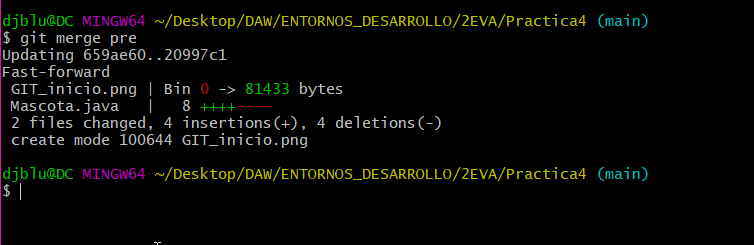 djblu@DC MINGW64 ~/Desktop/DAW/ENTORNOS_DESARROLLO/2EVA/Practica4 (main)
$ git merge pre
Updating 659ae60..20997c1
Fast-forward
 GIT_inicio.png | Bin 0 -> 81433 bytes
 Mascota.java   |   8 ++++----
 2 files changed, 4 insertions(+), 4 deletions(-)
 create mode 100644 GIT_inicio.png
djblu@DC MINGW64 ~/Desktop/DAW/ENTORNOS_DESARROLLO/2EVA/Practica4 (main)
$